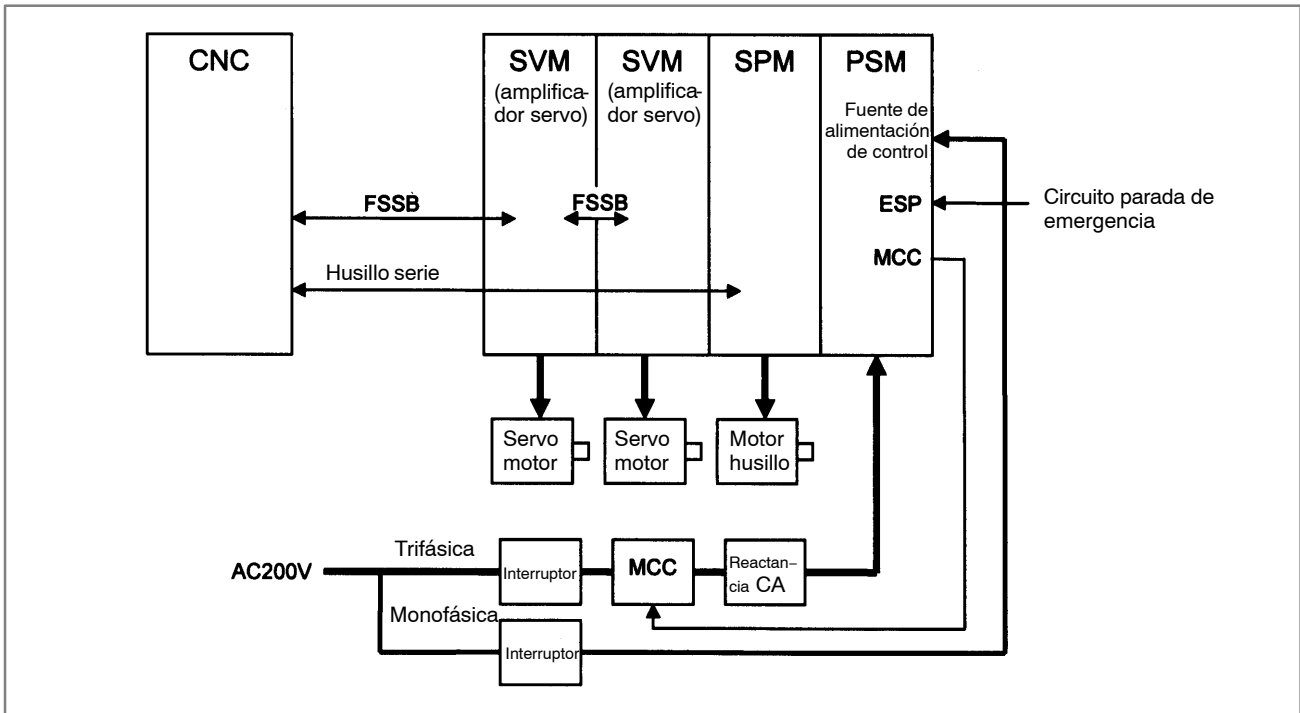 CNC
SVM
(amplifica-
dor servo)
SVM
(amplifica-
dor servo)
SPM
PSM
Fuente de
alimentación
de control
ESP
MCC
Circuito parada de
emergencia
FSSB
FSSB
Husillo serie
Servo
motor
Servo
motor
Motor
husillo
AC200V
Trifásica
Interruptor
MCC
Reactan-
cia CA
Monofásica
Interruptor